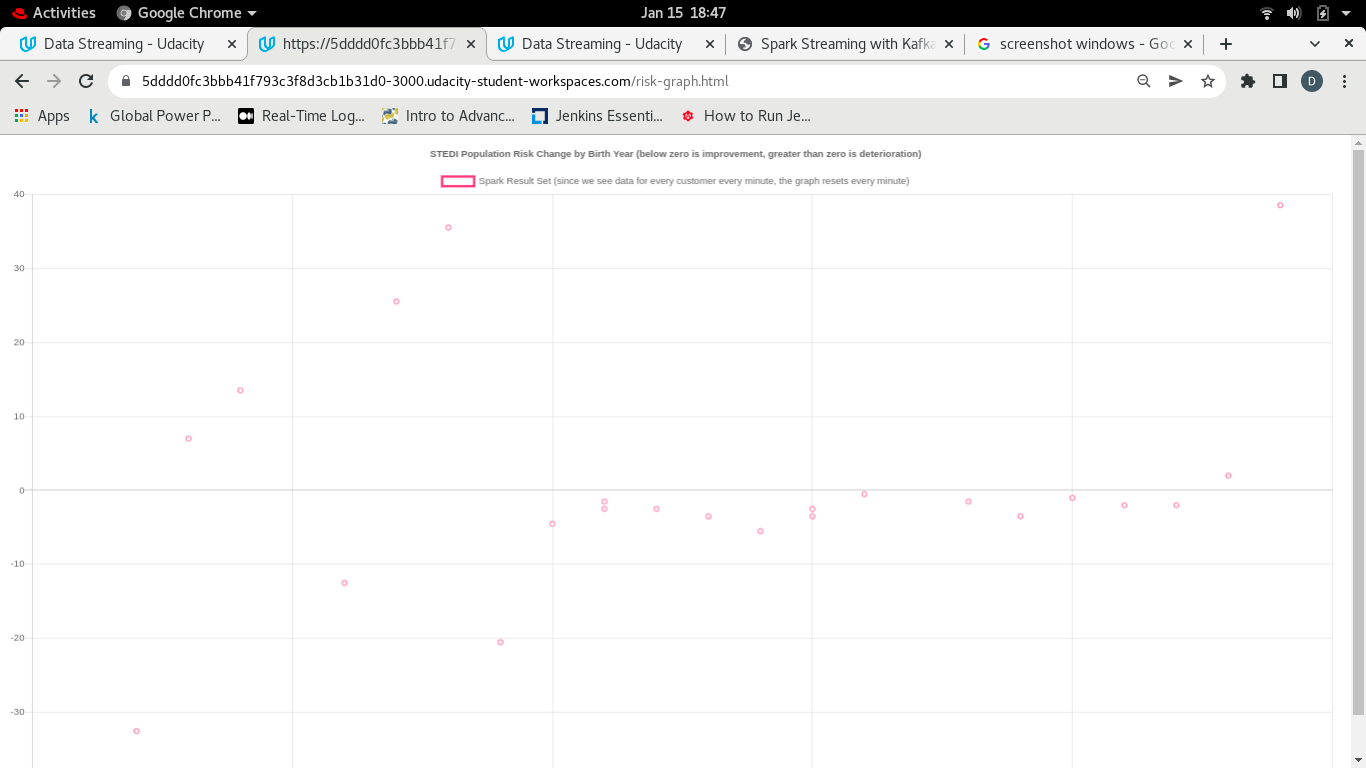 Activities Google Chrome Jan 15 18:47
Data Streaming - Udacity https://5dddd0fc3bbb41f7 Data Streaming - Udacity Spark Streaming with Kafka screenshot windows - Goo
5dddd0fc3bbb41f793c3f8d3cb1b31d0-3000.udacity-student-workspaces.com/risk-graph.html D
Apps k Global Power P... Real-Time Log... Intro to Advanc... Jenkins Essenti... How to Run Je...
STEDI Population Risk Change by Birth Year (below zero is improvement, greater than zero is deterioration)
Spark Result Set (since we see data for every customer every minute, the graph resets every minute)
40
30
20
10
0
-10
-20
-30